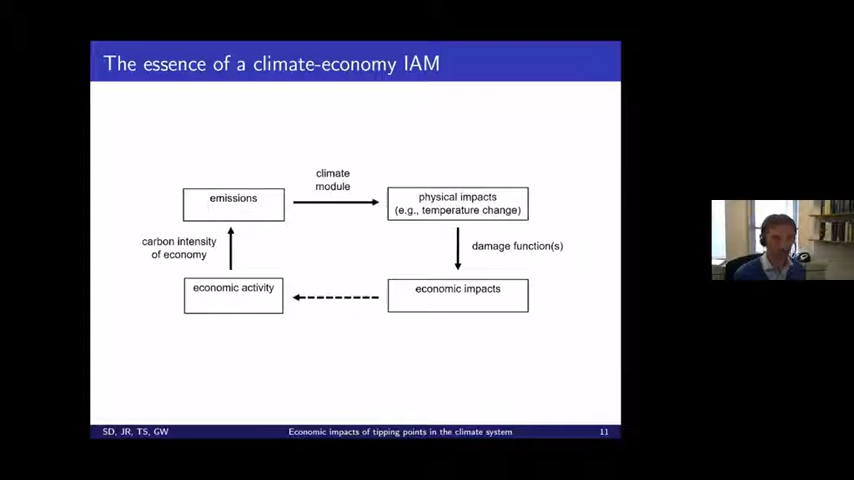 The essence of a climate-economy IAM
climate
module
emissions
physical impacts
(e.g., temperature change)
carbon intensity
of economy
damage function(s)
economic activity
economic impacts
SD, JR, TS, GW
Economic impacts of tipping points in the climate system
11